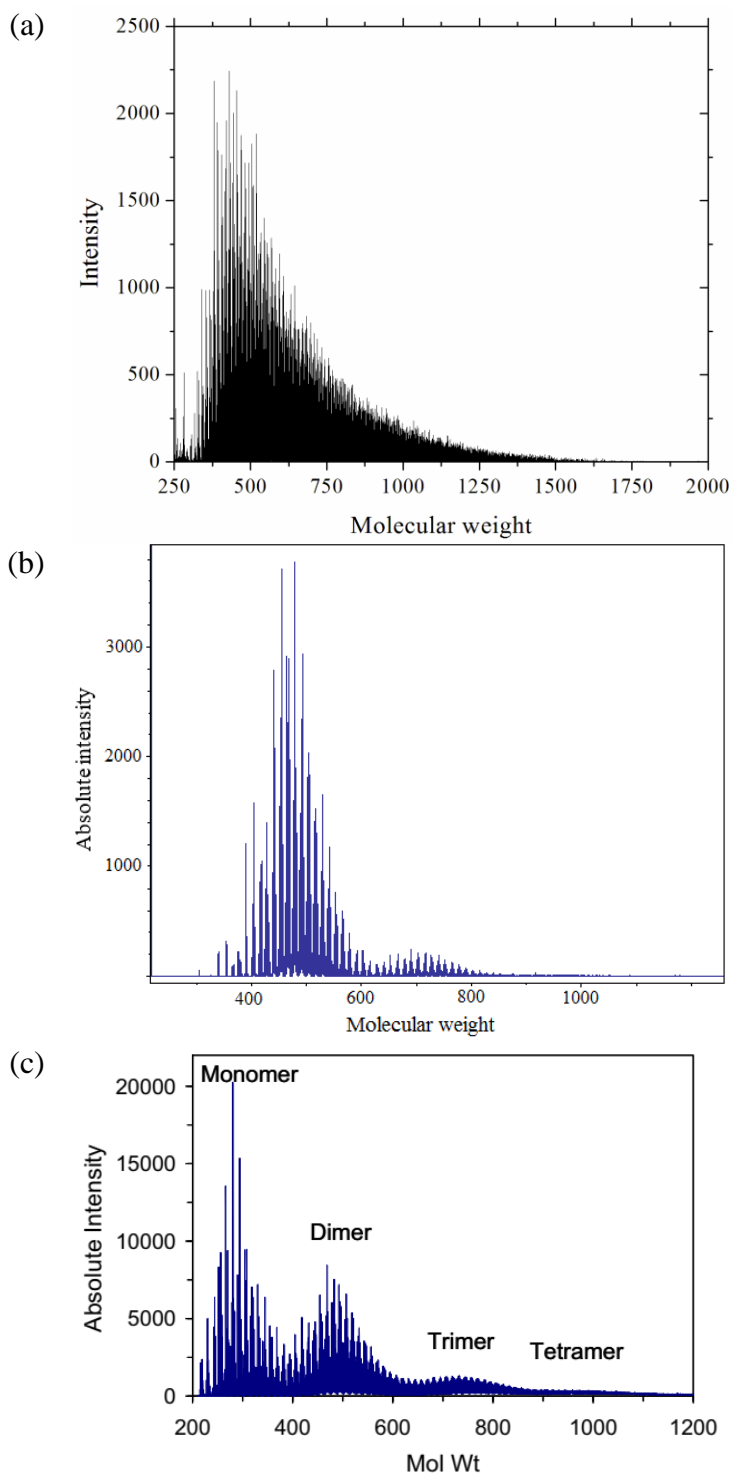 (a)
2500
2000
1500
1000
500
0
Intensity
250 500 750 1000 1250 1500 1750 2000
Molecular weight
(b)
3000
2000
1000
Absolute intensity
400 600 800 1000
Molecular weight
(c)
Monomer
Dimer
Trimer
Tetramer
20000
15000
10000
5000
0
Absolute Intensity
200 400 600 800 1000 1200
Mol Wt